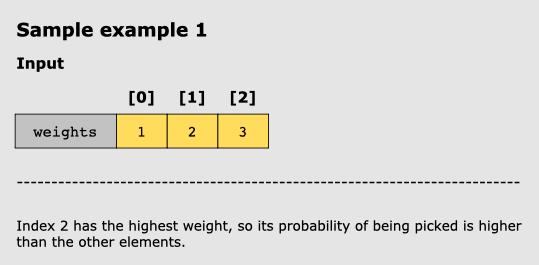 Sample example 1
Input
[0] [1] [2]
weights 1 2 3
Index 2 has the highest weight, so its probability of being picked is higher
than the other elements.